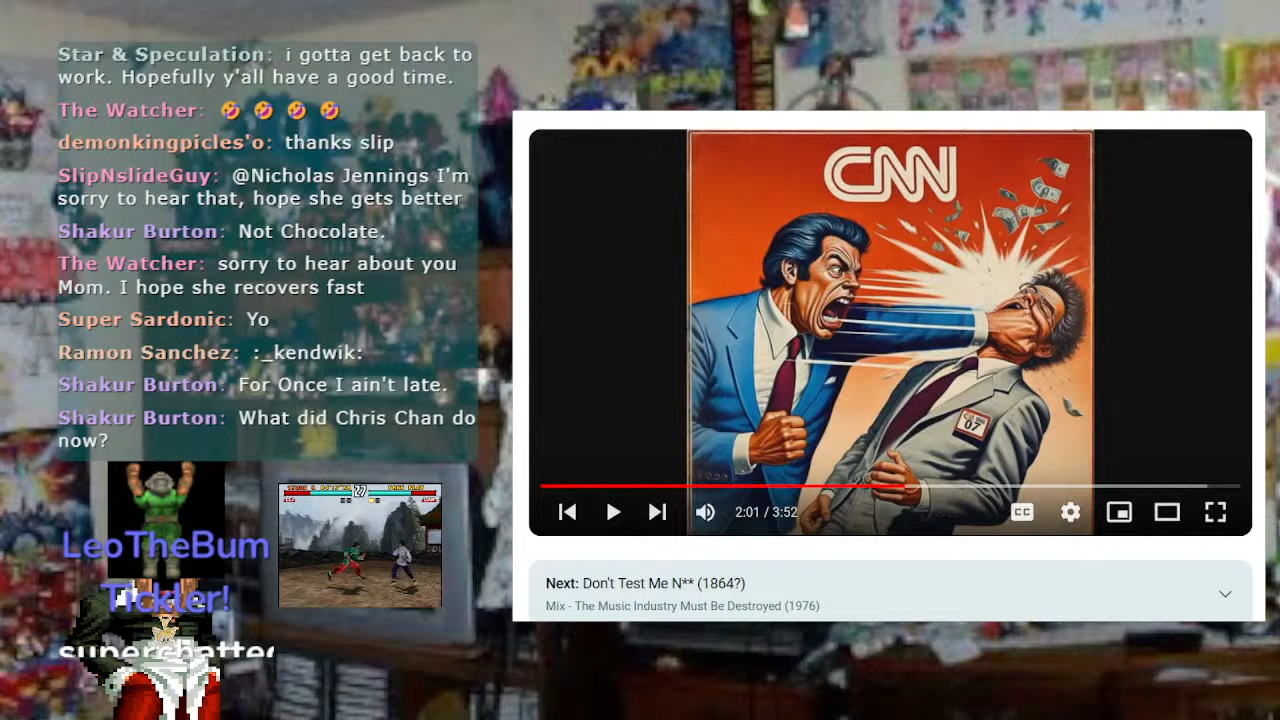 Star & Speculation: i gotta get back to
work. Hopefully y'all have a good time.
The Watcher:
demonkingpicles'o: thanks slip
SlipNslideGuy: @Nicholas Jennings I'm
sorry to hear that, hope she gets better
Shakur Burton: Not Chocolate.
The Watcher: sorry to hear about you
Mom. I hope she recovers fast
Super Sardonic: Yo
Ramon Sanchez: :_kendwik:
Shakur Burton: For Once I ain't late.
Shakur Burton: What did Chris Chan do
now?
LeoTheBum
Tickler!
superchatter
27
CNN
07
2:01 / 3:52
CC
Next: Don't Test Me N** (1864?)
Mix - The Music Industry Must Be Destroyed (1976)